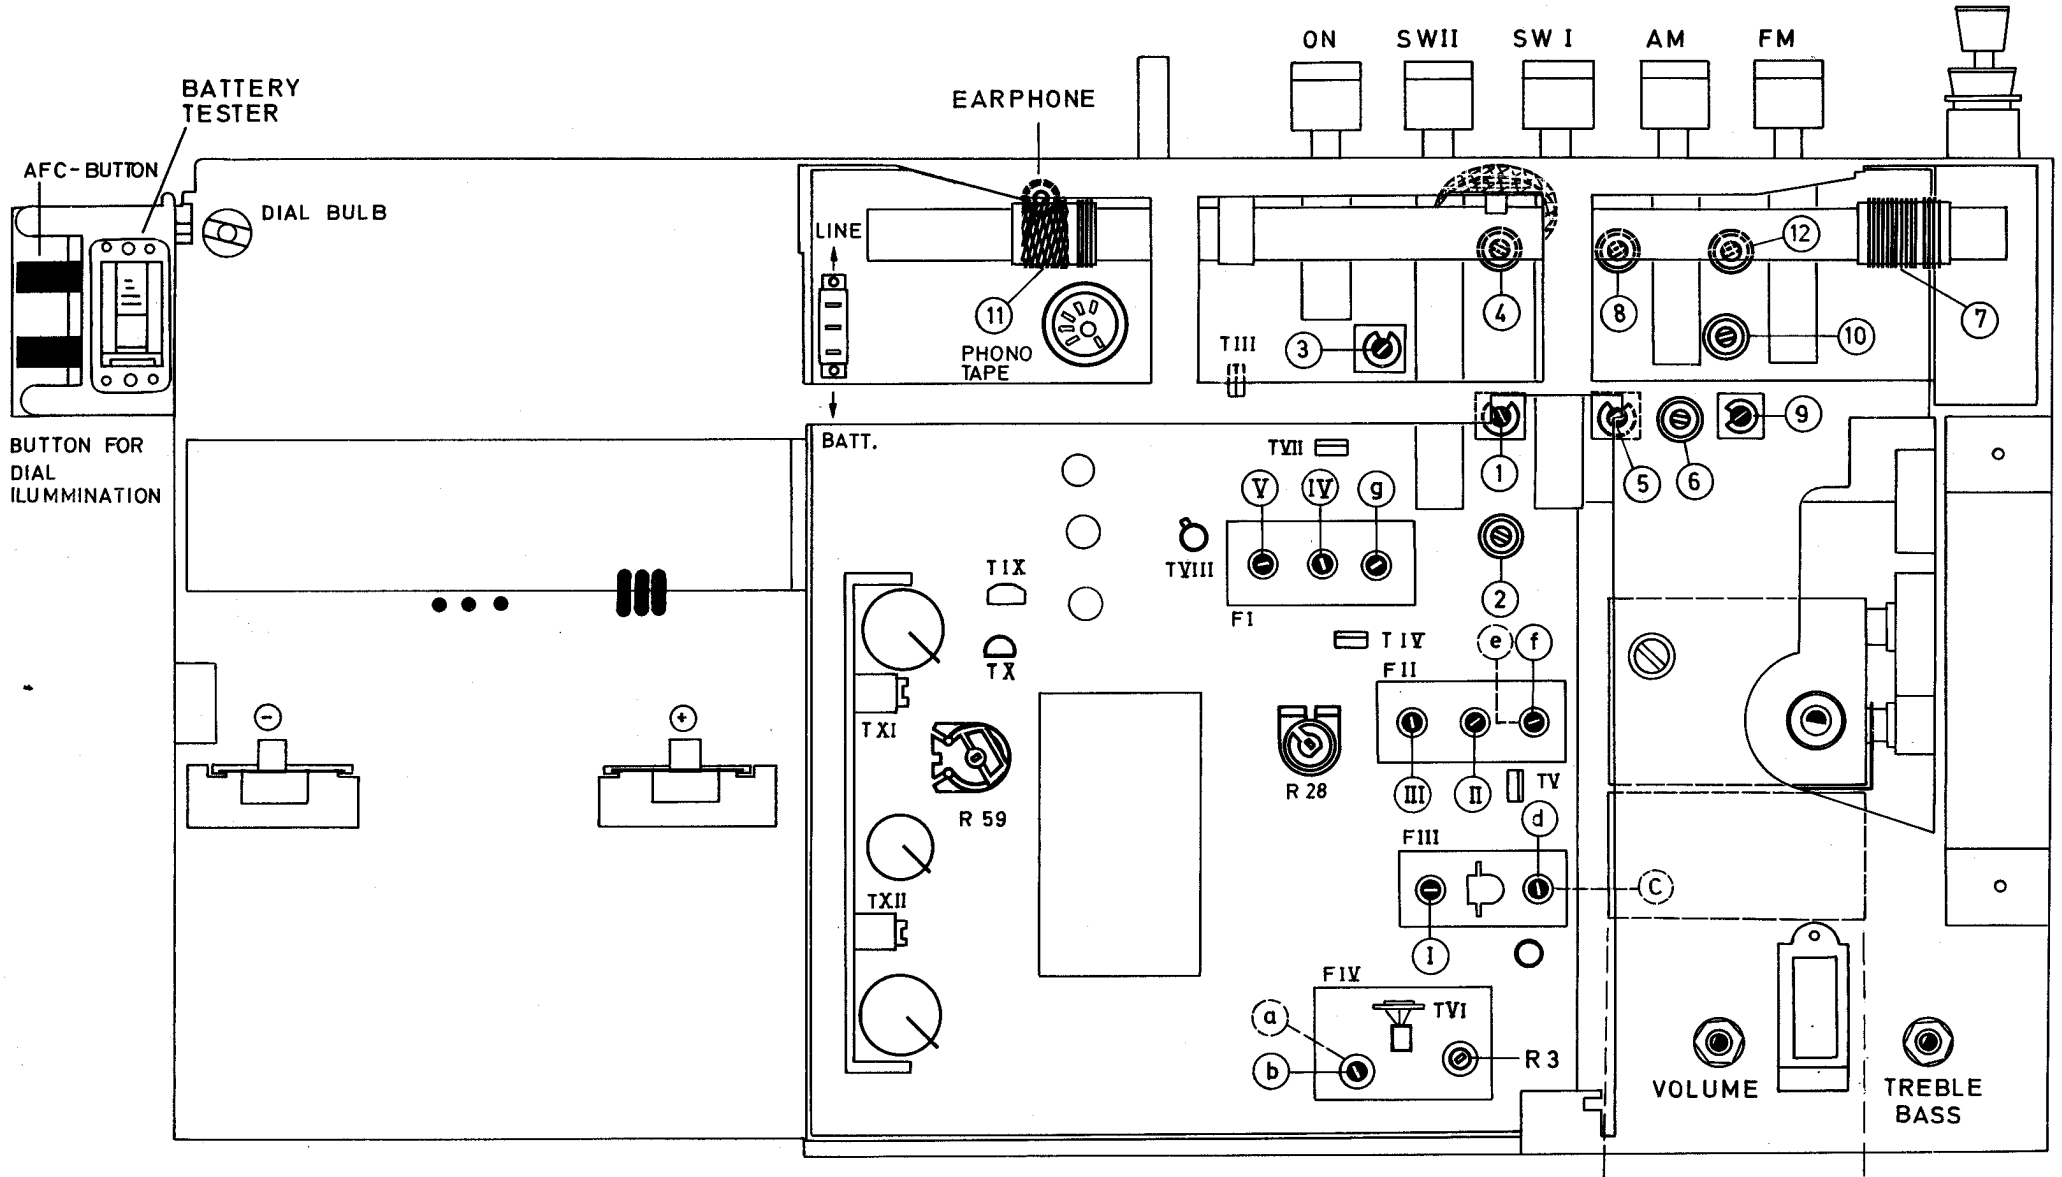 ON SWII SW I AM FM
BATTERY
TESTER
EARPHONE
AFC-BUTTON
DIAL BULB
LINE
12
11
4
8
7
10
3
TIII
PHONO
TAPE
9
BUTTON FOR
DIAL
ILUMMINATION
BATT.
TVII
1
5
6
V IV g
TVIII
TIX
2
FI
e f
T IV
TX
FII
- +
TXI
R 59
R 28
III II
TV
d
FIII
C
TXII
I
FIV
TVI
a
b
R3
VOLUME
TREBLE
BASS